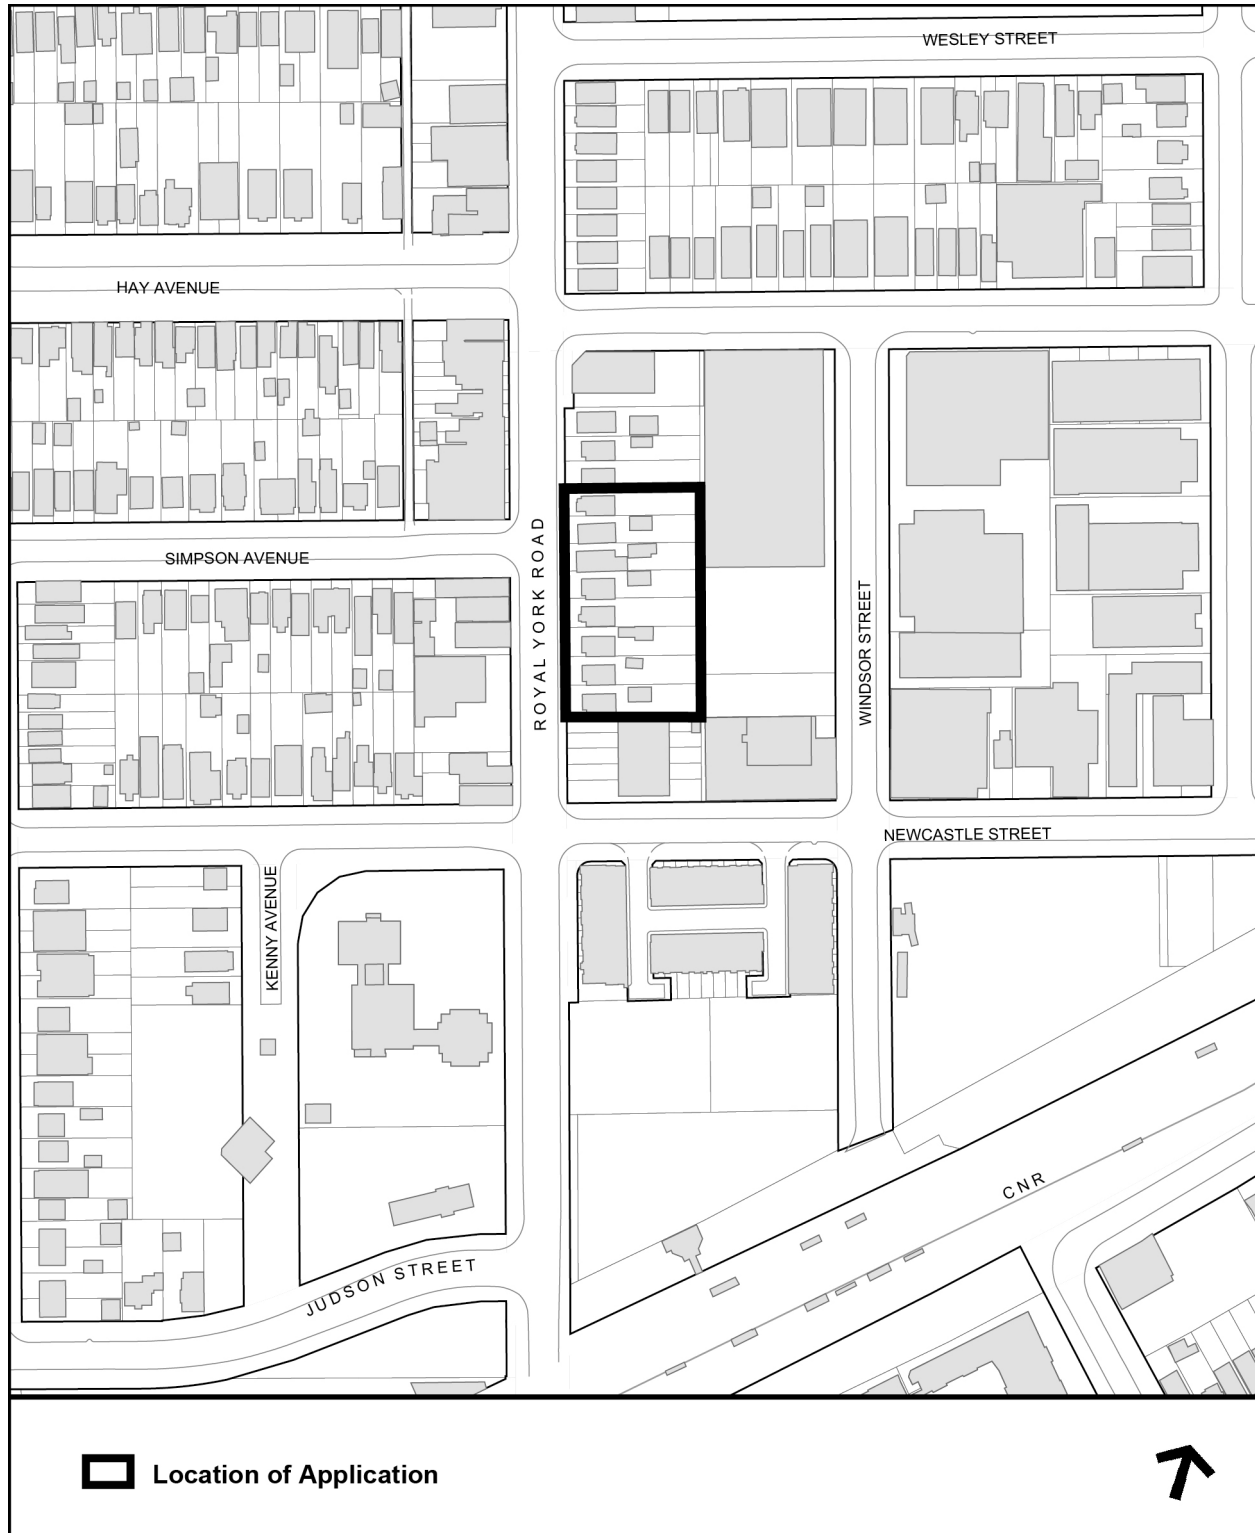 WESLEY STREET
HAY AVENUE
SIMPSON AVENUE
ROYAL YORK ROAD
WINDSOR STREET
NEWCASTLE STREET
KENNY AVENUE
CNR
JUDSON STREET
Location of Application